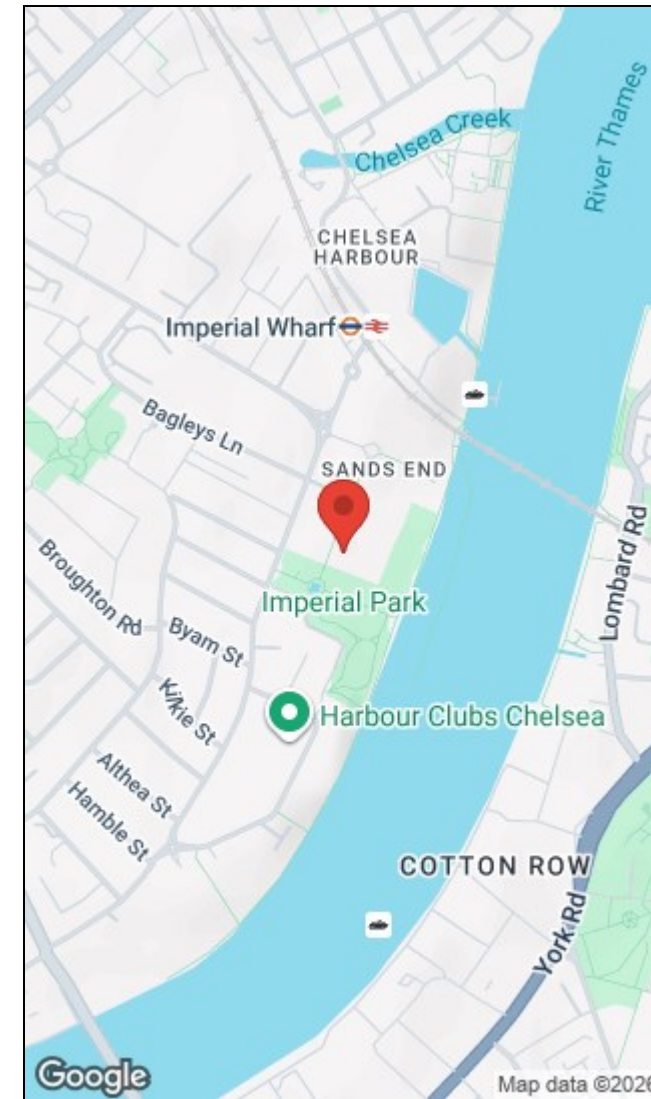 River Thames
Chelsea Creek
CHELSEA
HARBOUR
Imperial Wharf
Bagleys Ln
SANDS END
Lombard Rd
Broughton Rd
Imperial Park
Byam St
Kilkie St
Harbour Clubs Chelsea
Althea St
Hamble St
COTTON ROW
York Rd
Google
Map data ©2026